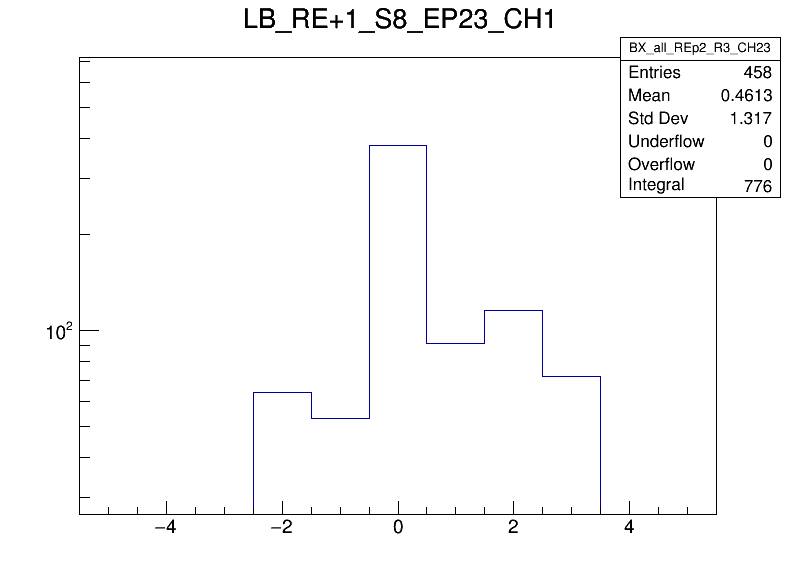 LB_RE+1_S8_EP23_CH1
BX_all_REp2_R3_CH23
Entries 458
Mean 0.4613
Std Dev 1.317
Underflow 0
Overflow 0
Integral 776
10²
−4 −2 0 2 4